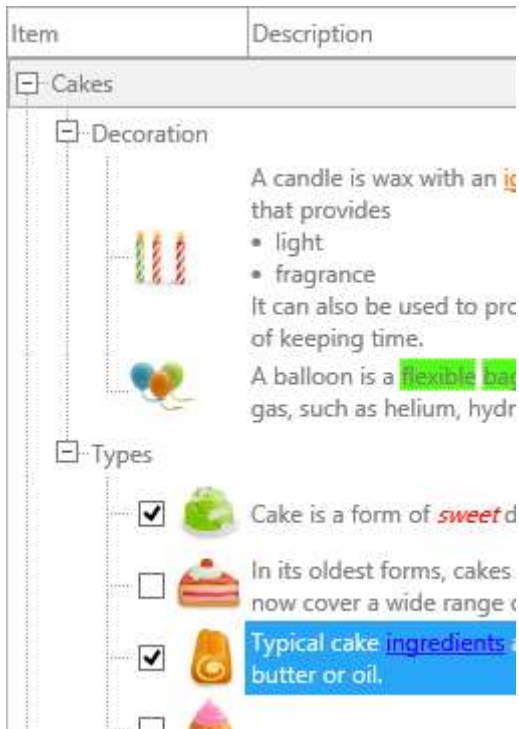 Item Description
Cakes
Decoration
A candle is wax with an
that provides
• light
• fragrance
It can also be used to
of keeping time.
A balloon is a flexible
gas, such as helium,
Types
Cake is a form of sweet
In its oldest forms, cakes
now cover a wide range
Typical cake ingredients
butter or oil.